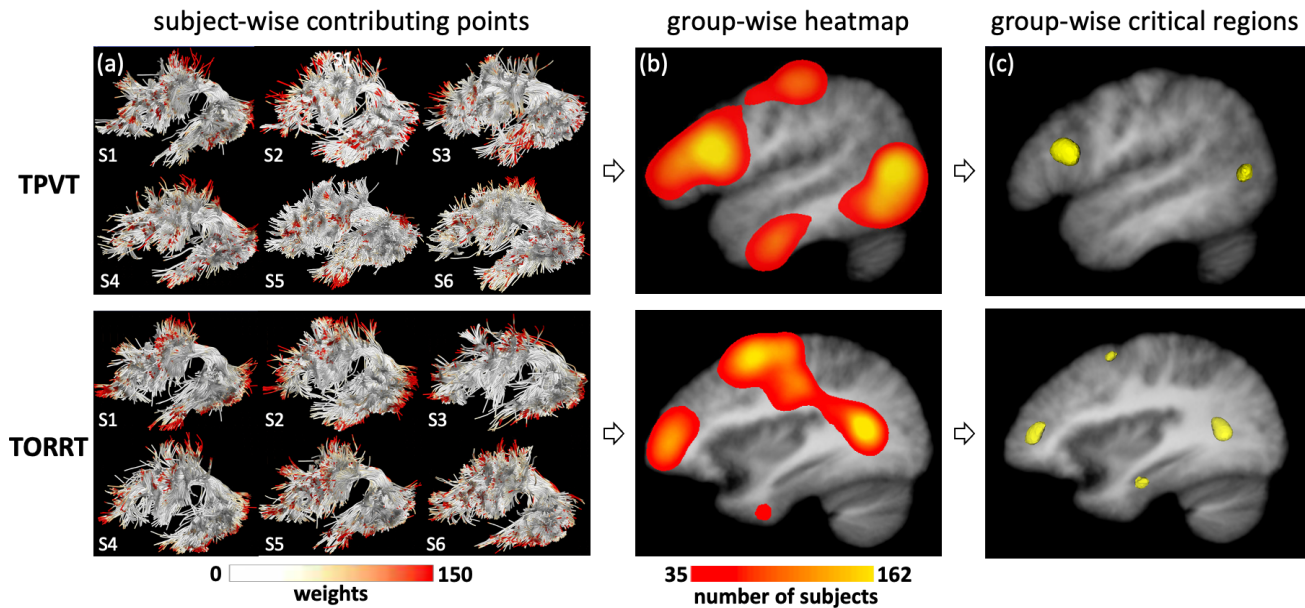 subject-wise contributing points
group-wise heatmap
group-wise critical regions
(a)
(b)
(c)
S1
S2
S3
TPVT
S4
S5
S6
S1
S2
S3
TORRT
S4
S5
S6
0
150
weights
35
162
number of subjects